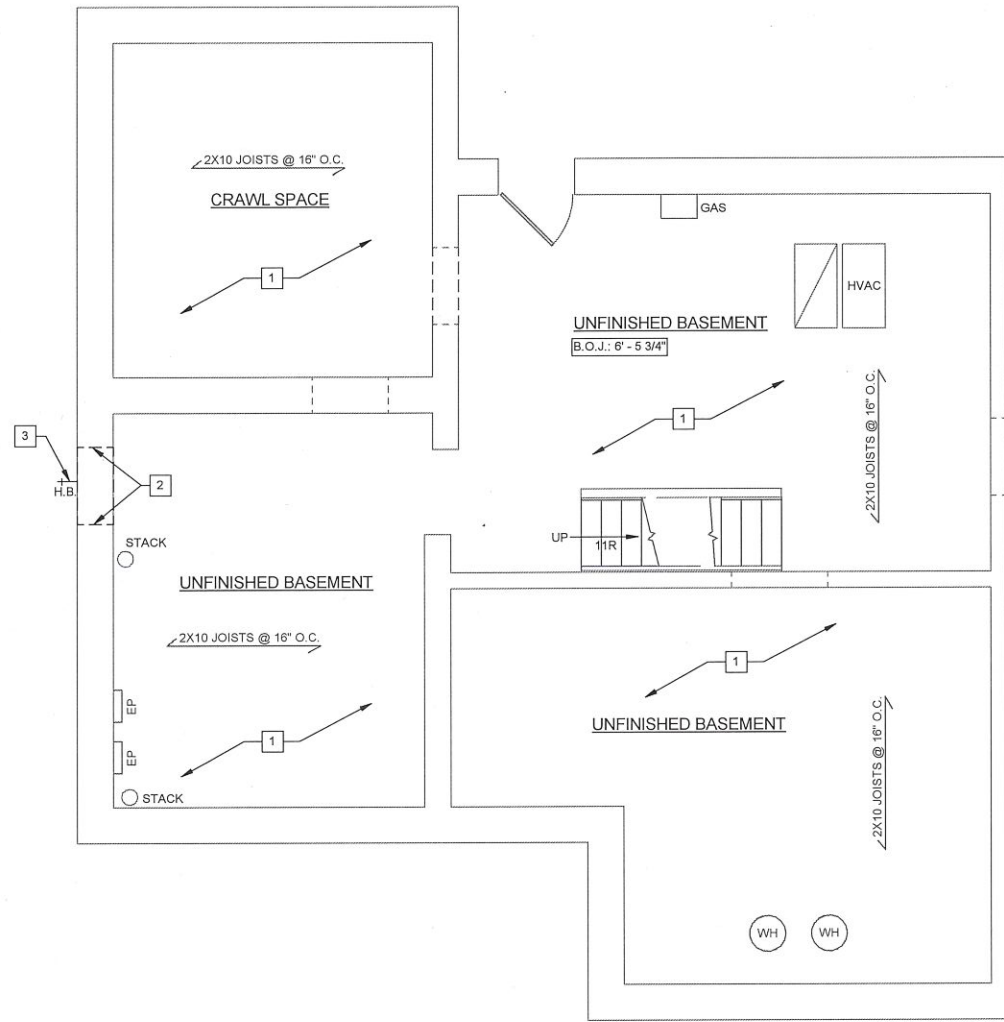 2X10 JOISTS @ 16" O.C.
CRAWL SPACE
1
GAS
HVAC
UNFINISHED BASEMENT
B.O.J.: 6' - 5 3/4"
1
2X10 JOISTS @ 16" O.C.
3
H.B.
2
STACK
UP
11R
UNFINISHED BASEMENT
2X10 JOISTS @ 16" O.C.
1
EP
EP
STACK
1
UNFINISHED BASEMENT
2X10 JOISTS @ 16" O.C.
WH
WH